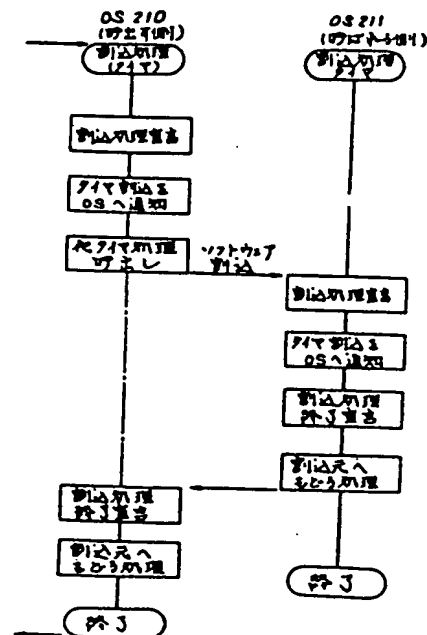 OS 210
(呼出す側)
割込処理
(タイマ)
割込処理宣言
タイマ割込を
OSへ通知
他タイマ処理
呼出し
割込処理
終了宣言
割込元へ
もどる処理
終了
ソフトウェア
割込
OS 211
(呼ばれる側)
割込処理
タイマ
割込処理宣言
タイマ割込を
OSへ通知
割込処理
終了宣言
割込元へ
もどる処理
終了